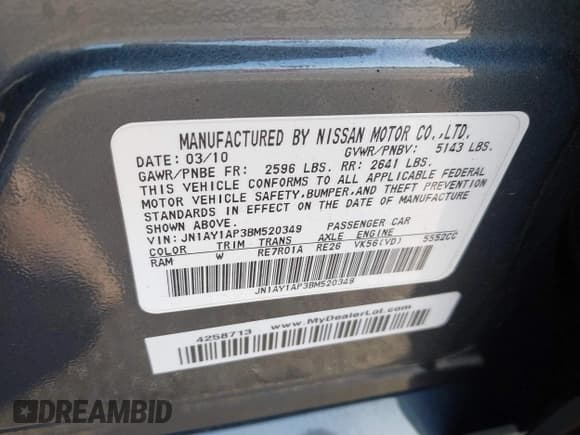 MANUFACTURED BY NISSAN MOTOR CO.,LTD.
DATE: 03/10 GVWR/PNBV: 5143 LBS.
GAWR/PNBE FR: 2596 LBS. RR: 2641 LBS.
THIS VEHICLE CONFORMS TO ALL APPLICABLE FEDERAL
MOTOR VEHICLE SAFETY,BUMPER,AND THEFT PREVENTION
STANDARDS IN EFFECT ON THE DATE OF MANUFACTURE
SHOWN ABOVE.
VIN: JN1AY1AP3BM520349 PASSENGER CAR
COLOR TRIM TRANS AXLE ENGINE
RAM W RE7R01A RE26 VK56(VD) 5552CC
JN1AY1AP3BM520349
4258713 www.MyDealerLot.com
DREAMBID